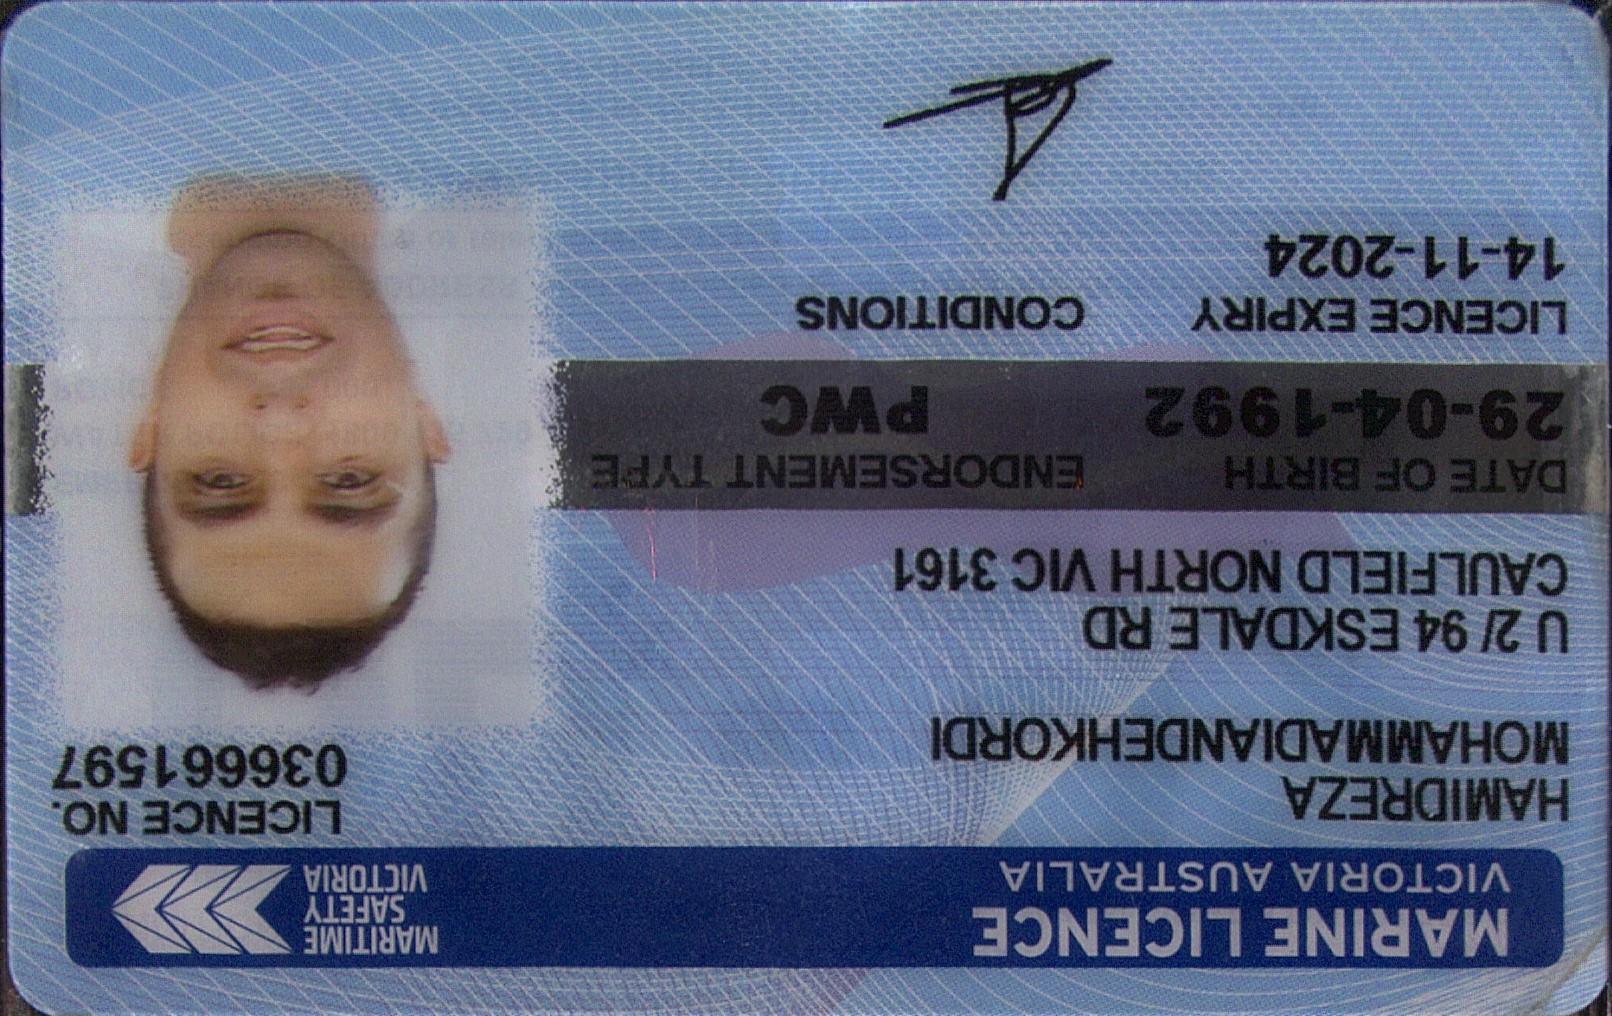 MARINE LICENCE
VICTORIA AUSTRALIA
MARITIME
SAFETY
VICTORIA
HAMIDREZA
MOHAMMADIANDEHKORDI
LICENCE NO.
036661597
U 2/ 94 ESKDALE RD
CAULFIELD NORTH VIC 3161
DATE OF BIRTH
29-04-1992
ENDORSEMENT TYPE
PWC
LICENCE EXPIRY
14-11-2024
CONDITIONS